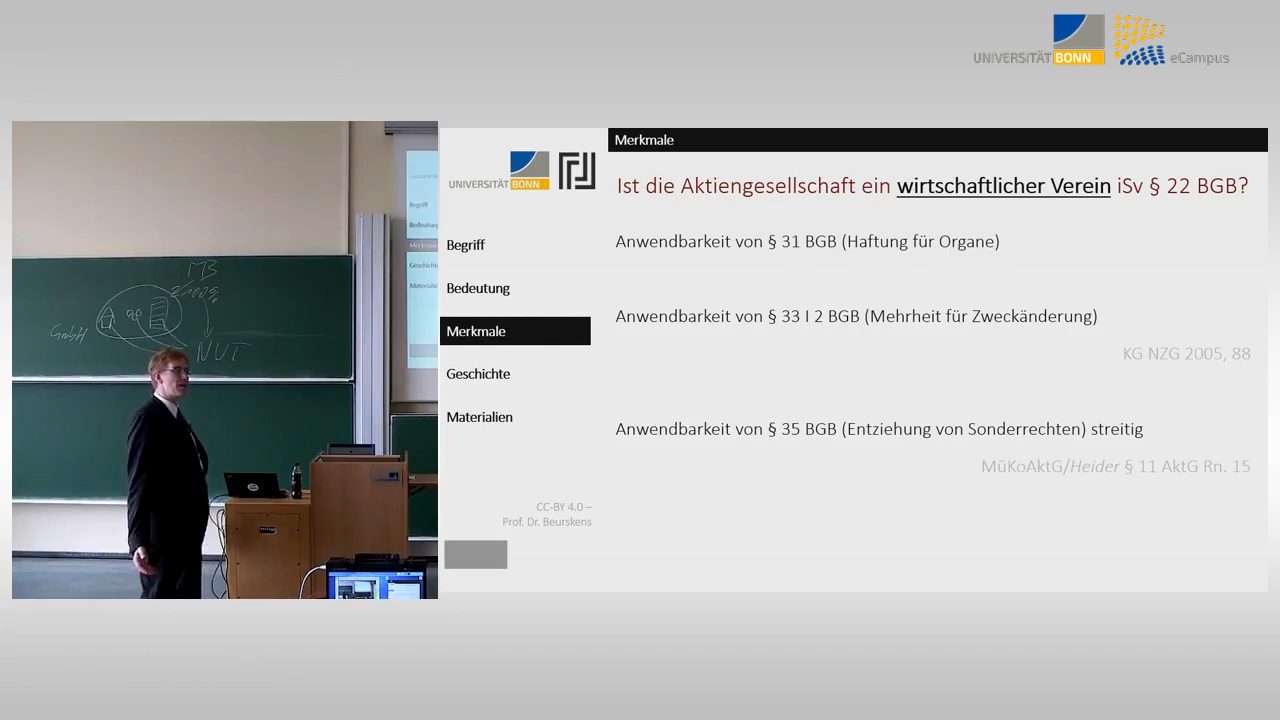 UNIVERSITÄT BONN eCampus
MB
GmbH
NUT
UNIVERSITÄT BONN
Begriff
Bedeutung
Merkmale
Geschichte
Materialien
CC-BY 4.0 –
Prof. Dr. Beurskens
Merkmale
Ist die Aktiengesellschaft ein wirtschaftlicher Verein iSv § 22 BGB?
Anwendbarkeit von § 31 BGB (Haftung für Organe)
Anwendbarkeit von § 33 I 2 BGB (Mehrheit für Zweckänderung)
KG NZG 2005, 88
Anwendbarkeit von § 35 BGB (Entziehung von Sonderrechten) streitig
MüKoAktG/Heider § 11 AktG Rn. 15